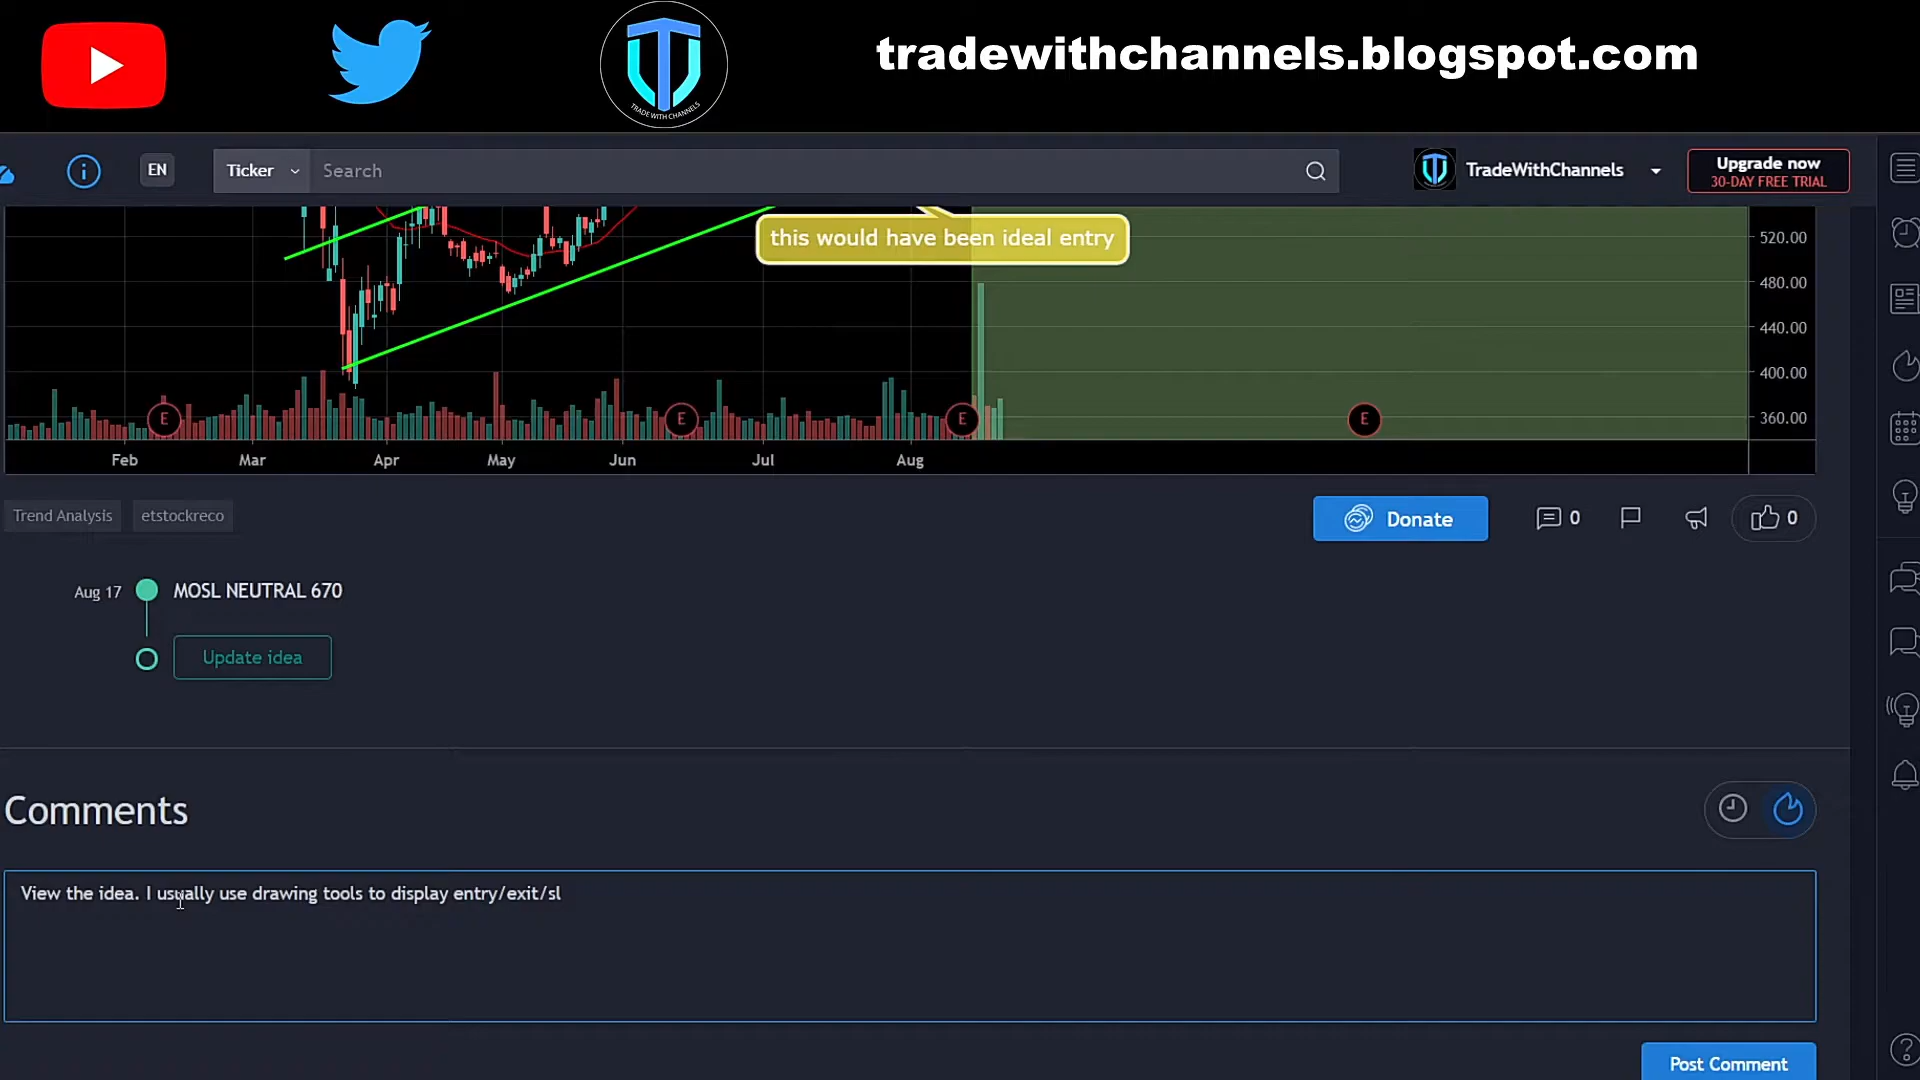 tradewithchannels.blogspot.com
TRADE WITH CHANNELS
EN
Ticker
Search
TradeWithChannels
Upgrade now
30-DAY FREE TRIAL
this would have been ideal entry
520.00
480.00
440.00
400.00
360.00
E
E
E
E
Feb
Mar
Apr
May
Jun
Jul
Aug
Trend Analysis
etstockreco
Donate
0
0
Aug 17
MOSL NEUTRAL 670
Update idea
Comments
View the idea. I usually use drawing tools to display entry/exit/sl
Post Comment